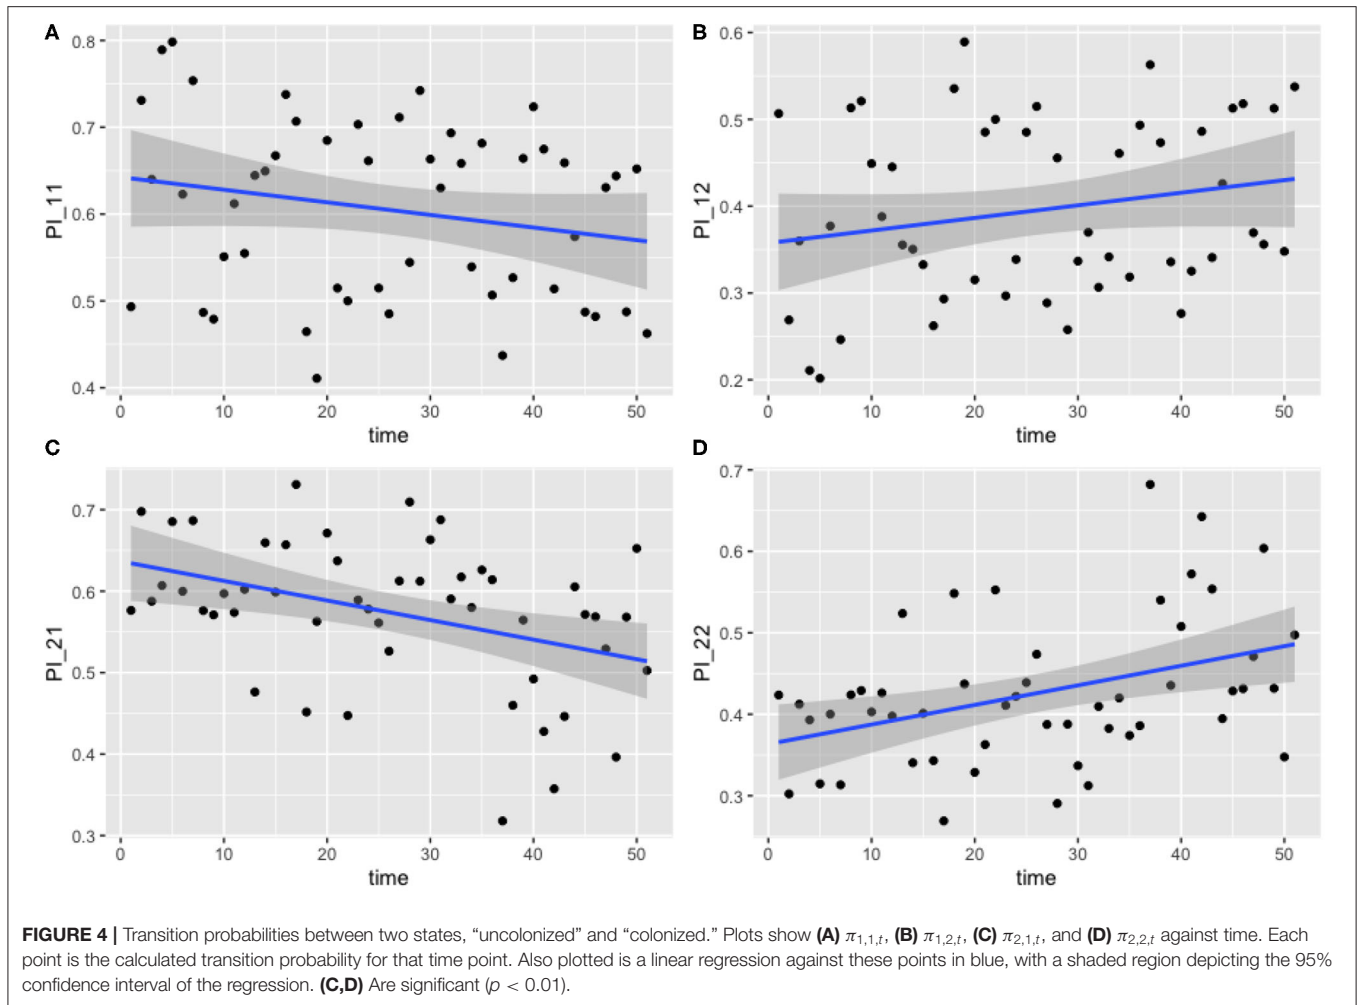 A
PI_11
0.8
0.7
0.6
0.5
0.4
0
10
20
30
40
50
time
B
PI_12
0.6
0.5
0.4
0.3
0.2
0
10
20
30
40
50
time
C
PI_21
0.7
0.6
0.5
0.4
0.3
0
10
20
30
40
50
time
D
PI_22
0.7
0.6
0.5
0.4
0.3
0
10
20
30
40
50
time
FIGURE 4 | Transition probabilities between two states, “uncolonized” and “colonized.” Plots show (A) π1,1,t, (B) π1,2,t, (C) π2,1,t, and (D) π2,2,t against time. Each
point is the calculated transition probability for that time point. Also plotted is a linear regression against these points in blue, with a shaded region depicting the 95%
confidence interval of the regression. (C,D) Are significant (p < 0.01).